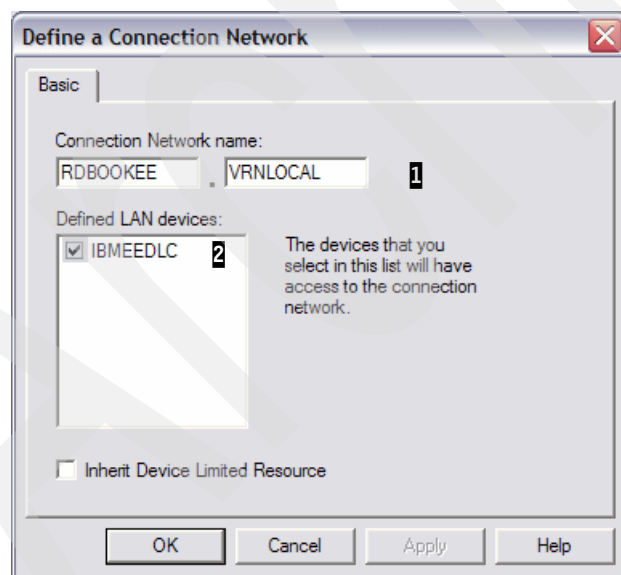 Define a Connection Network
Basic
Connection Network name:
RDBOOKEE . VRNLOCAL 1
Defined LAN devices:
IBMEEDLC 2
The devices that you
select in this list will have
access to the connection
network.
Inherit Device Limited Resource
OK Cancel Apply Help